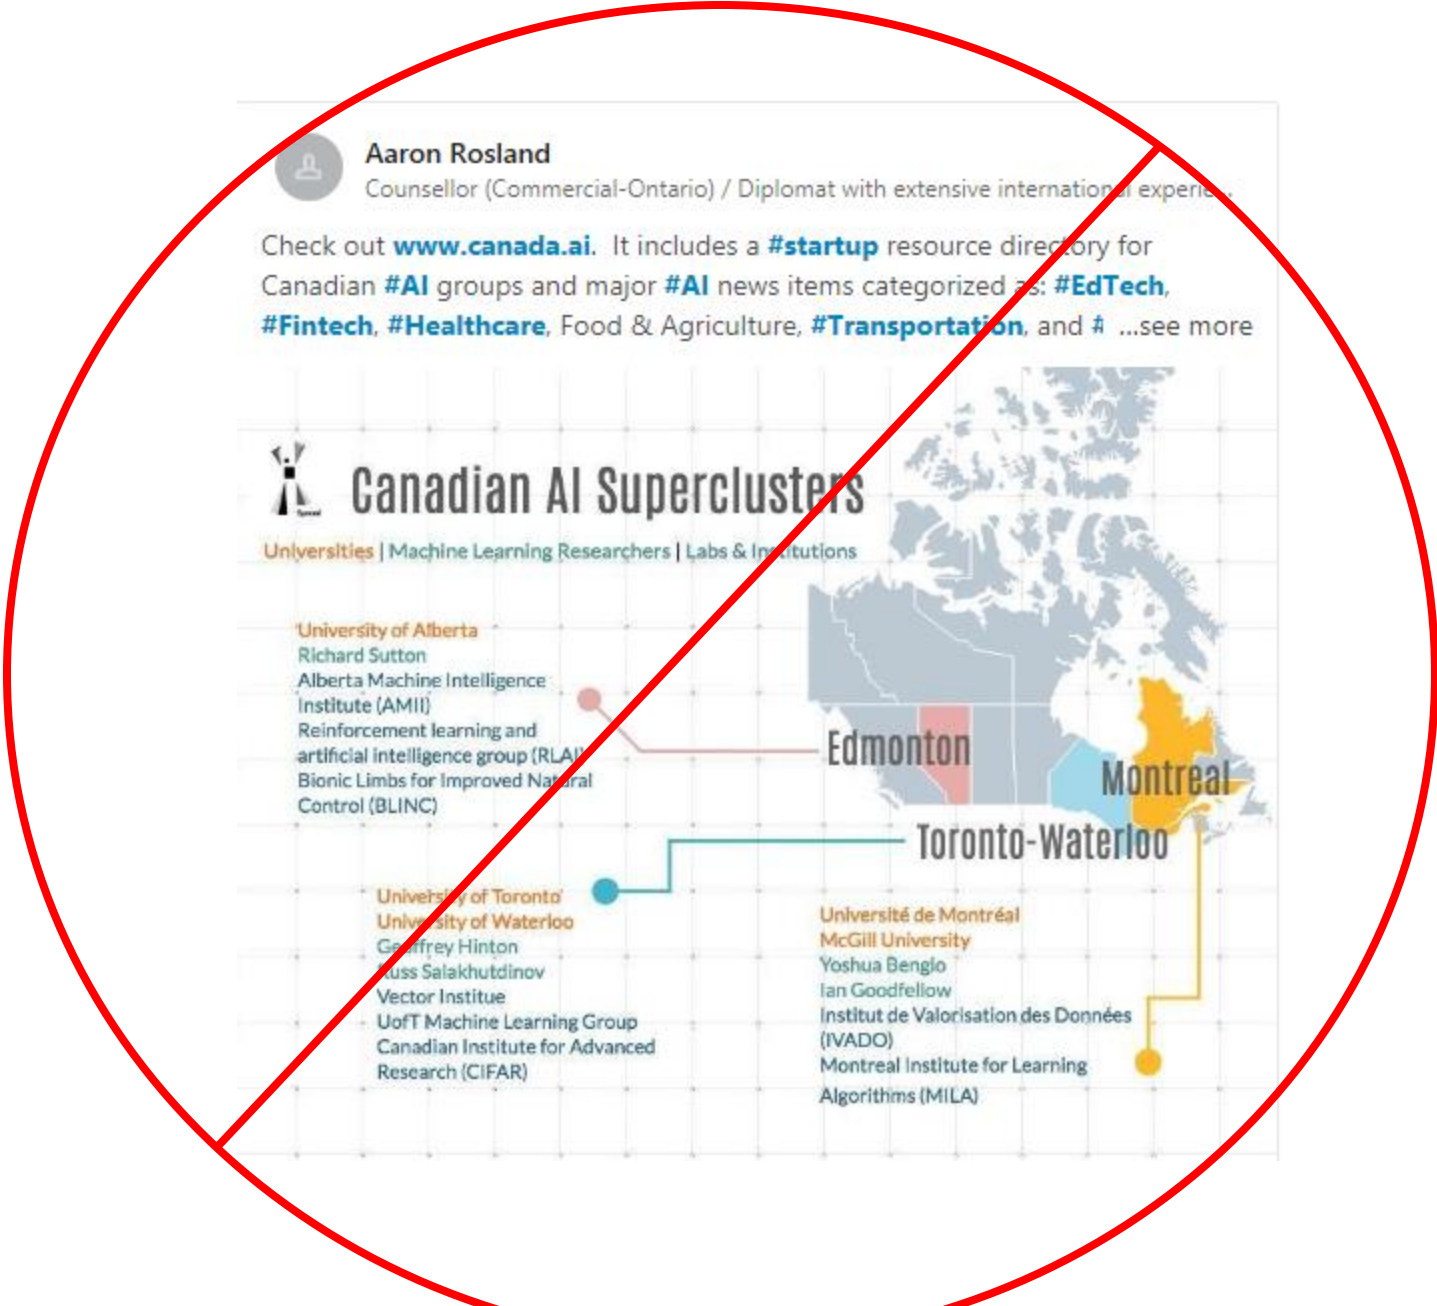 Aaron Rosland
Counsellor (Commercial-Ontario) / Diplomat with extensive international experie...
Check out www.canada.ai. It includes a #startup resource directory for
Canadian #AI groups and major #AI news items categorized as: #EdTech,
#Fintech, #Healthcare, Food & Agriculture, #Transportation, and # ...see more
Canadian AI Superclusters
Universities | Machine Learning Researchers | Labs & Institutions
University of Alberta
Richard Sutton
Alberta Machine Intelligence
Institute (AMII)
Reinforcement learning and
artificial intelligence group (RLAI)
Bionic Limbs for Improved Natural
Control (BLINC)
Edmonton
Montreal
Toronto-Waterloo
University of Toronto
University of Waterloo
Geoffrey Hinton
Russ Salakhutdinov
Vector Institue
UofT Machine Learning Group
Canadian Institute for Advanced
Research (CIFAR)
Université de Montréal
McGill University
Yoshua Bengio
Ian Goodfellow
Institut de Valorisation des Données
(IVADO)
Montreal Institute for Learning
Algorithms (MILA)